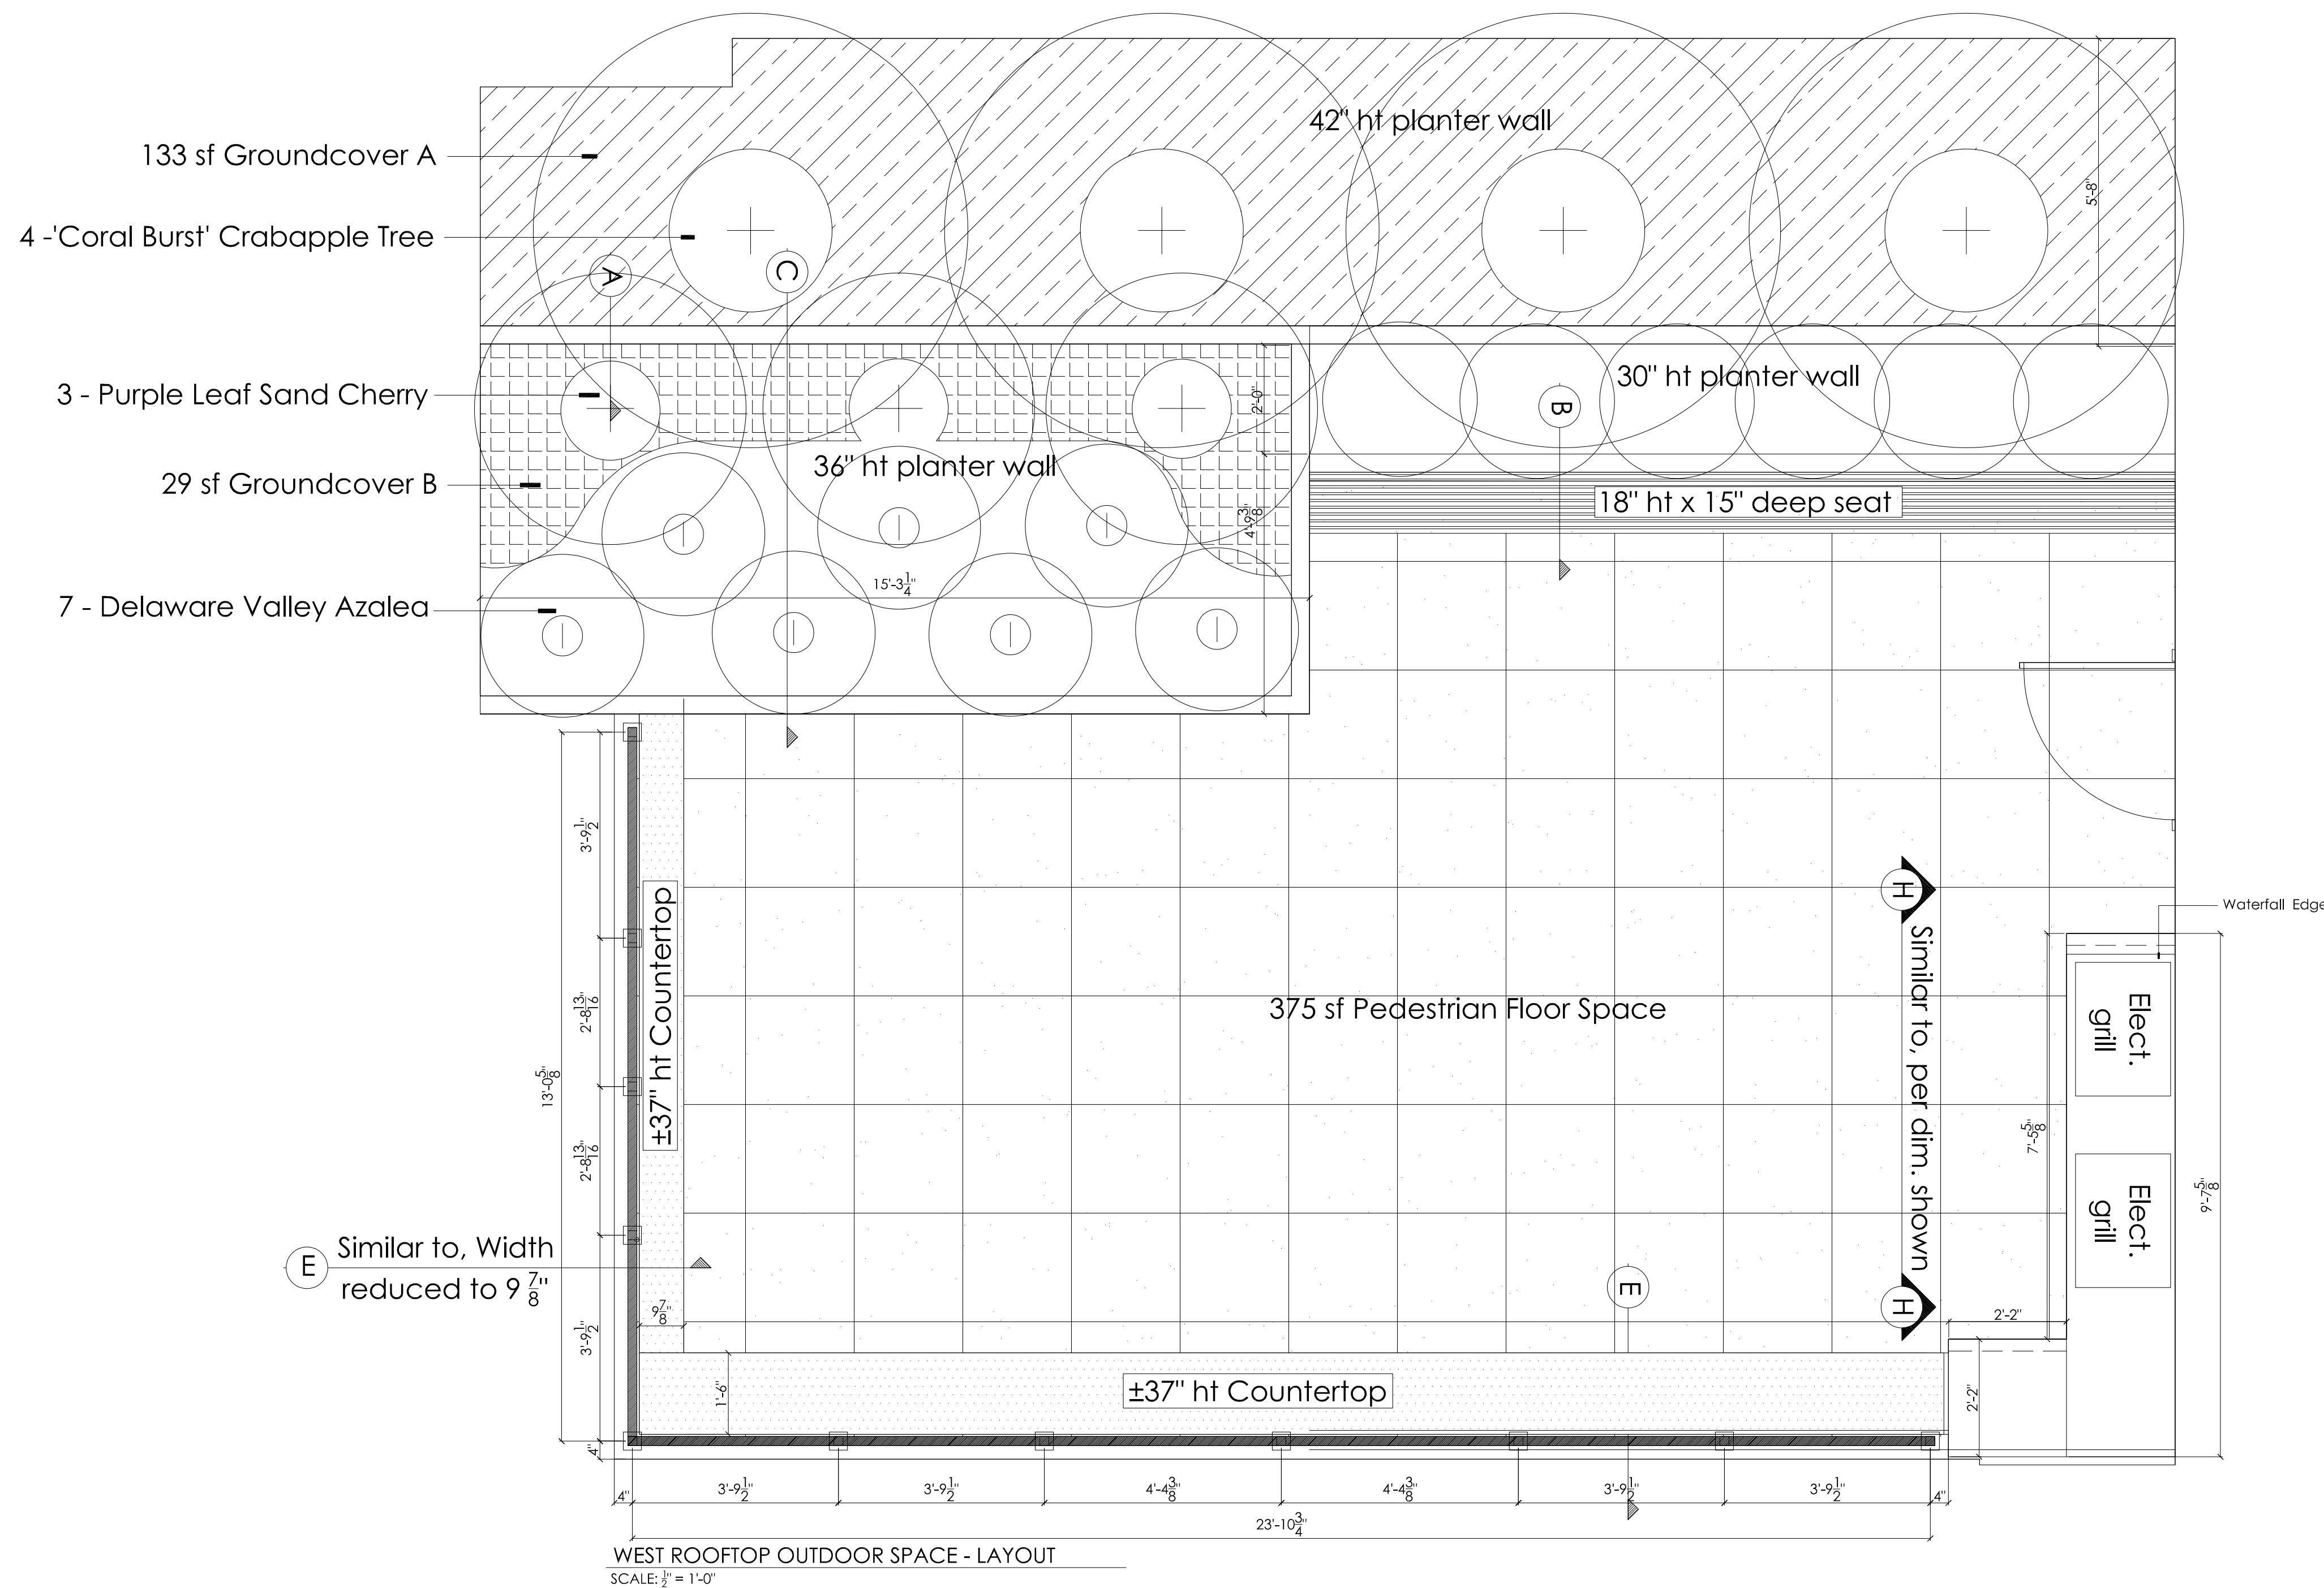 42" ht planter wall
133 sf Groundcover A
5'-8"
4 -'Coral Burst' Crabapple Tree
A
C
30" ht planter wall
3 - Purple Leaf Sand Cherry
2'-0"
B
36" ht planter wall
29 sf Groundcover B
18" ht x 15" deep seat
4'-9 3/8"
15'-3 1/4"
7 - Delaware Valley Azalea
3'-9 1/2"
H
Waterfall Edge
±37" ht Countertop
Similar to, per dim. shown
375 sf Pedestrian Floor Space
Elect.
grill
2'-8 13/16"
13'-0 5/8"
7'-5 5/8"
2'-8 13/16"
9'-7 5/8"
Elect.
grill
E
Similar to, Width
reduced to 9 7/8"
E
H
9 7/8"
2'-2"
3'-9 1/2"
1'-6"
±37" ht Countertop
2'-2"
4"
4"
3'-9 1/2"
3'-9 1/2"
4'-4 3/8"
4'-4 3/8"
3'-9 1/2"
3'-9 1/2"
4"
23'-10 3/4"
WEST ROOFTOP OUTDOOR SPACE - LAYOUT
SCALE: 1/2" = 1'-0"